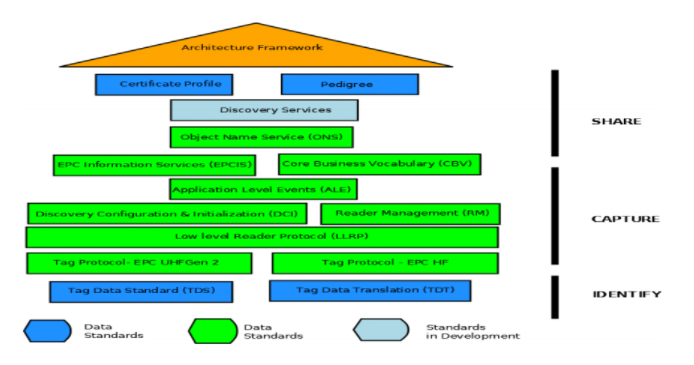 Architecture Framework
Certificate Profile
Pedigree
Discovery Services
SHARE
Object Name Service (ONS)
EPC Information Services (EPCIS)
Core Business Vocabulary (CBV)
Application Level Events (ALE)
Discovery Configuration & Initialization (DCI)
Reader Management (RM)
CAPTURE
Low level Reader Protocol (LLRP)
Tag Protocol- EPC UHFGen 2
Tag Protocol - EPC HF
Tag Data Standard (TDS)
Tag Data Translation (TDT)
IDENTIFY
Data
Standards
Data
Standards
Standards
in Development